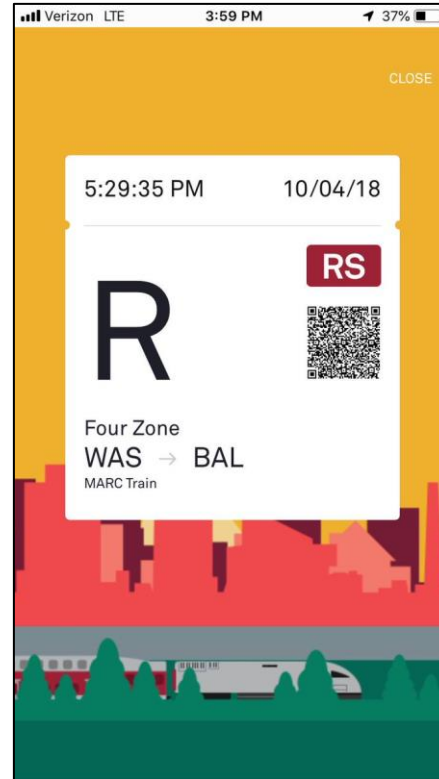 Verizon LTE 3:59 PM 37%
CLOSE
5:29:35 PM 10/04/18
RS
R
Four Zone
WAS → BAL
MARC Train